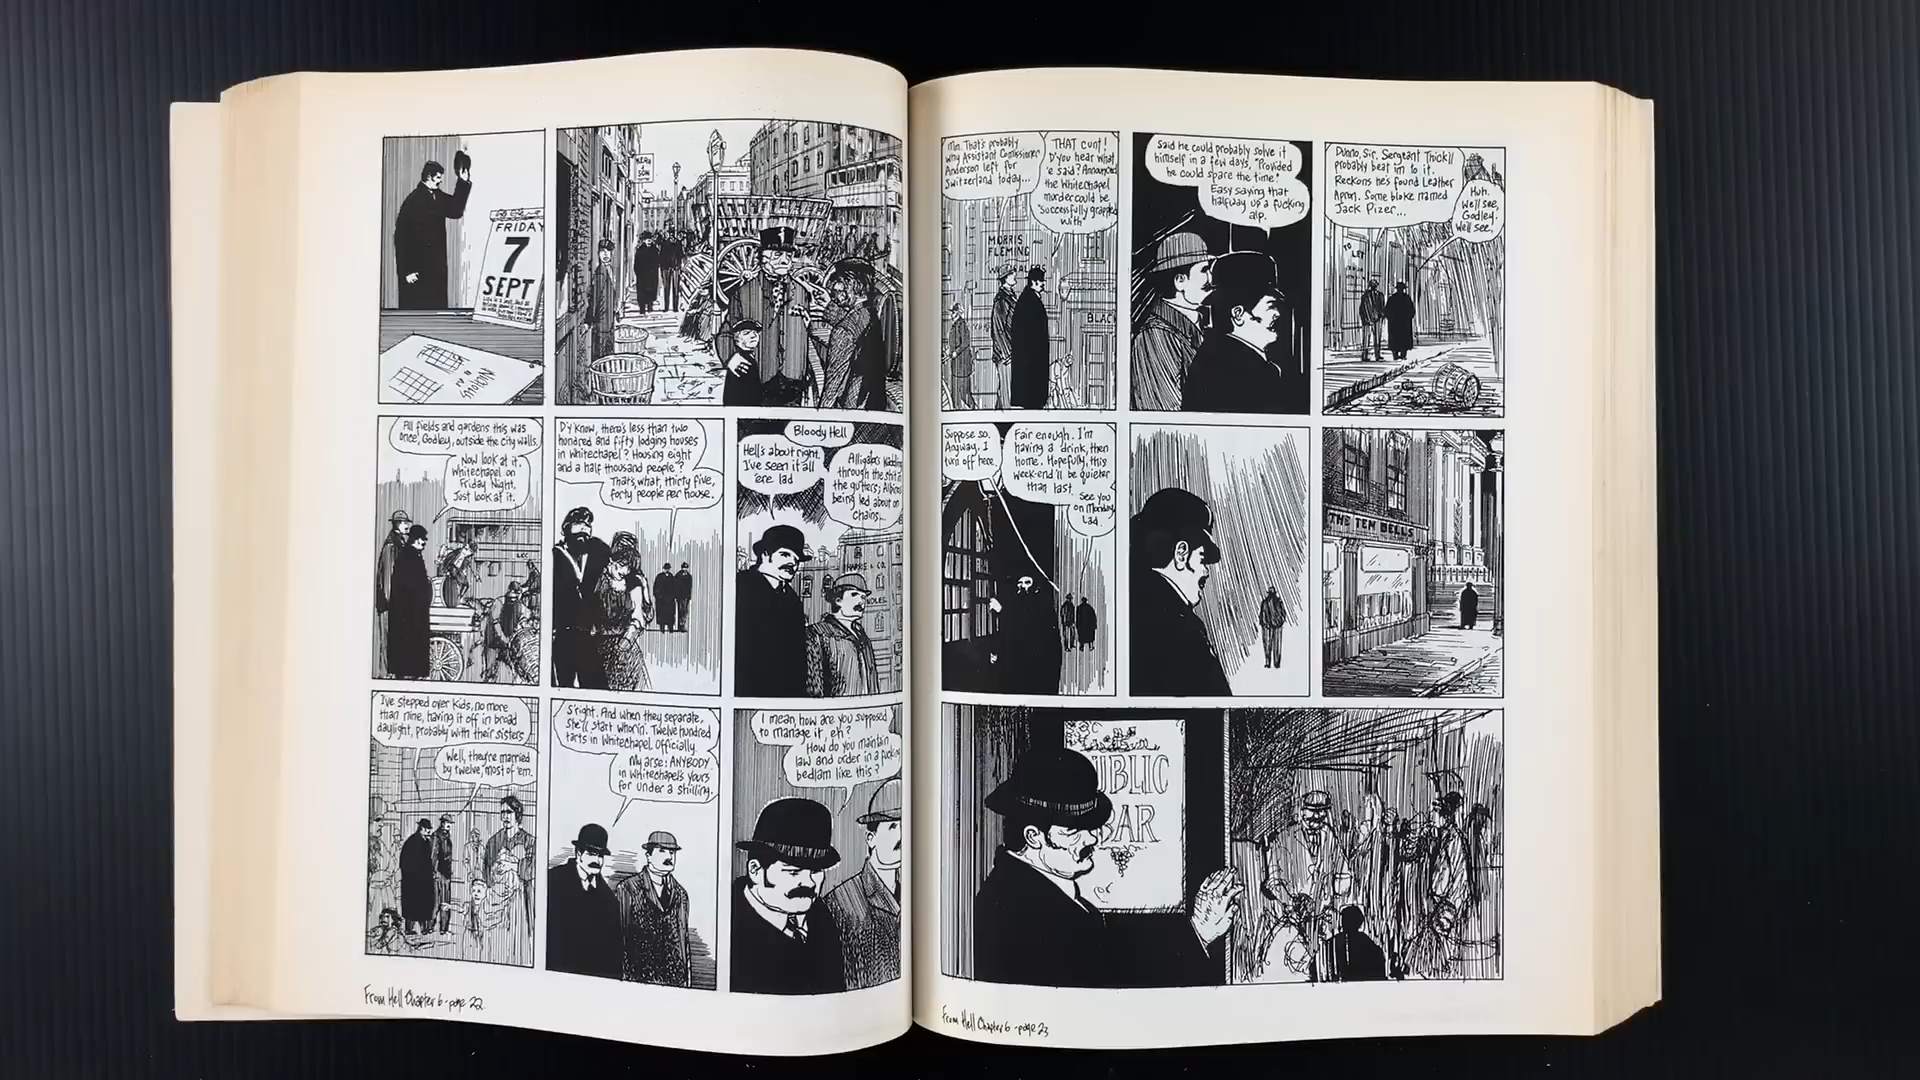 FRIDAY
7
SEPT
All fields and gardens this was
once, Godley, outside the city walls.
Now look at it.
Whitechapel on
Friday Night.
Just look at it.
LCC
D'y know, there's less than two
hundred and fifty lodging houses
in Whitechapel? Housing eight
and a half thousand people?
That's, what, thirty five,
forty people per house.
Bloody Hell
Hell's about right.
I've seen it all
'ere lad
Alligators
through the shit in
the gutters; Albinos
being led about on
chains...
& CO.
I've stepped over kids, no more
than nine, having it off in broad
daylight, probably with their sisters
Well, they're married
by twelve, most of 'em.
S'right. And when they separate,
she'll start whorin'. Twelve hundred
tarts in Whitechapel. Officially.
My arse: ANYBODY
in Whitechapel's yours
for under a shilling.
I mean, how are you supposed
to manage it, eh?
How do you maintain
law and order in a fucking
bedlam like this?
From Hell Chapter 6 - page 22.
Mm. That's probably
why Assistant Comissioner
Anderson left for
Switzerland today...
THAT cunt!
D'you hear what
'e said? Announced
the Whitechapel
murder could be
"Successfully grappled
with"
MORRIS AND
FLEMING
BLAC
Said he could probably solve it
himself in a few days, "Provided
he could spare the time."
Easy saying that
halfway up a fucking
alp.
Dunno, Sir. Sergeant Thick'll
probably beat im to it.
Reckons he's found Leather
Apron. Some bloke named
Jack Pizer...
Huh.
We'll see,
Godley.
We'll see!
TO
LET
Suppose so.
Anyway, I
turn off here.
Fair enough. I'm
having a drink, then
home. Hopefully, this
week-end'll be quieter
than last.
See you
on Monday,
Lad.
THE TEN BELLS
UBLIC
BAR
From Hell Chapter 6 - page 23